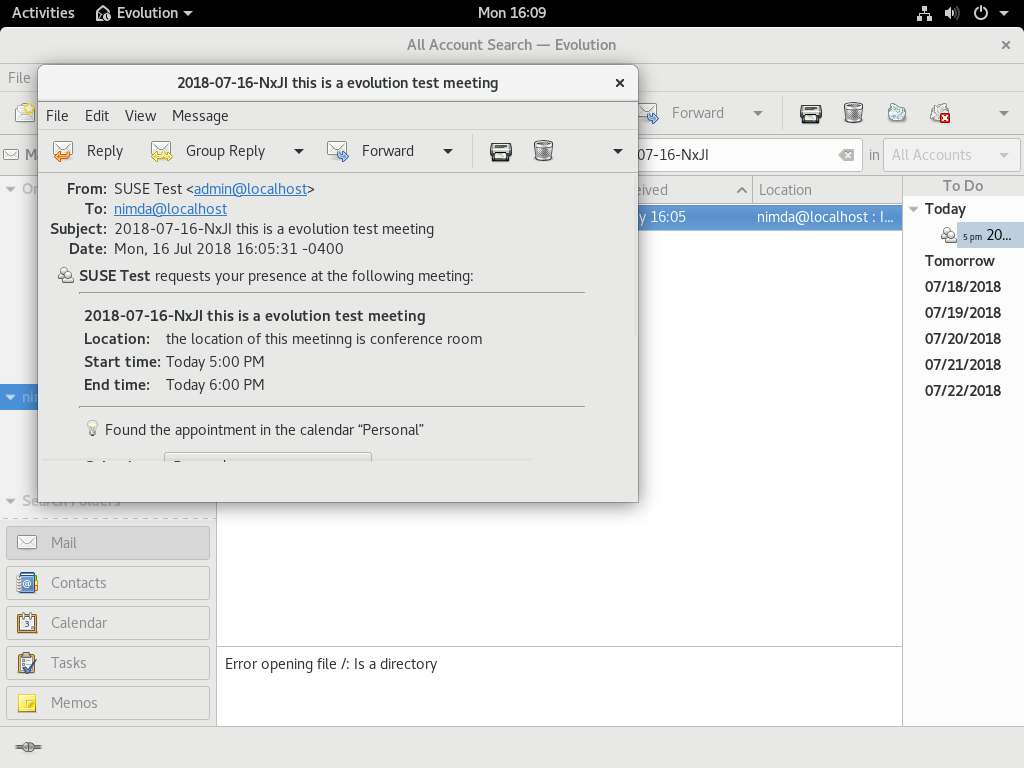 Activities Evolution Mon 16:09
All Account Search — Evolution
File
2018-07-16-NxJI this is a evolution test meeting
File Edit View Message
Reply Group Reply Forward
From: SUSE Test <admin@localhost>
To: nimda@localhost
Subject: 2018-07-16-NxJI this is a evolution test meeting
Date: Mon, 16 Jul 2018 16:05:31 -0400
SUSE Test requests your presence at the following meeting:
2018-07-16-NxJI this is a evolution test meeting
Location: the location of this meetinng is conference room
Start time: Today 5:00 PM
End time: Today 6:00 PM
Found the appointment in the calendar “Personal”
Forward
07-16-NxJI in All Accounts
eived Location
y 16:05 nimda@localhost : I...
To Do
Today
5 pm 20...
Tomorrow
07/18/2018
07/19/2018
07/20/2018
07/21/2018
07/22/2018
Search Folders
Mail
Contacts
Calendar
Tasks
Memos
Error opening file /: Is a directory